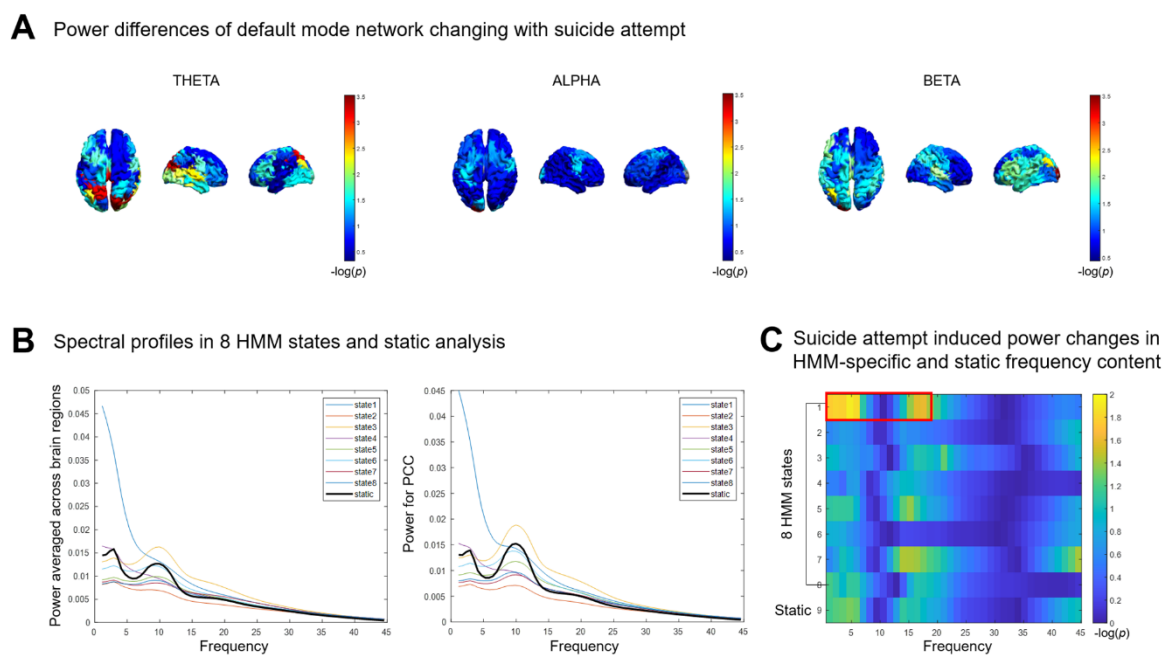 A Power differences of default mode network changing with suicide attempt
THETA
ALPHA
BETA
3.5
3
2.5
2
1.5
1
0.5
-log(p)
3.5
3
2.5
2
1.5
1
0.5
-log(p)
3.5
3
2.5
2
1.5
1
0.5
-log(p)
B Spectral profiles in 8 HMM states and static analysis
Power averaged across brain regions
0.05
0.045
0.04
0.035
0.03
0.025
0.02
0.015
0.01
0.005
0
0 5 10 15 20 25 30 35 40 45
Frequency
state1
state2
state3
state4
state5
state6
state7
state8
static
Power for PCC
0.045
0.04
0.035
0.03
0.025
0.02
0.015
0.01
0.005
0
0 5 10 15 20 25 30 35 40 45
Frequency
state1
state2
state3
state4
state5
state6
state7
state8
static
C Suicide attempt induced power changes in
HMM-specific and static frequency content
8 HMM states
Static
1
2
3
4
5
6
7
8
9
5 10 15 20 25 30 35 40 45
Frequency
2
1.8
1.6
1.4
1.2
1
0.8
0.6
0.4
0.2
0
-log(p)